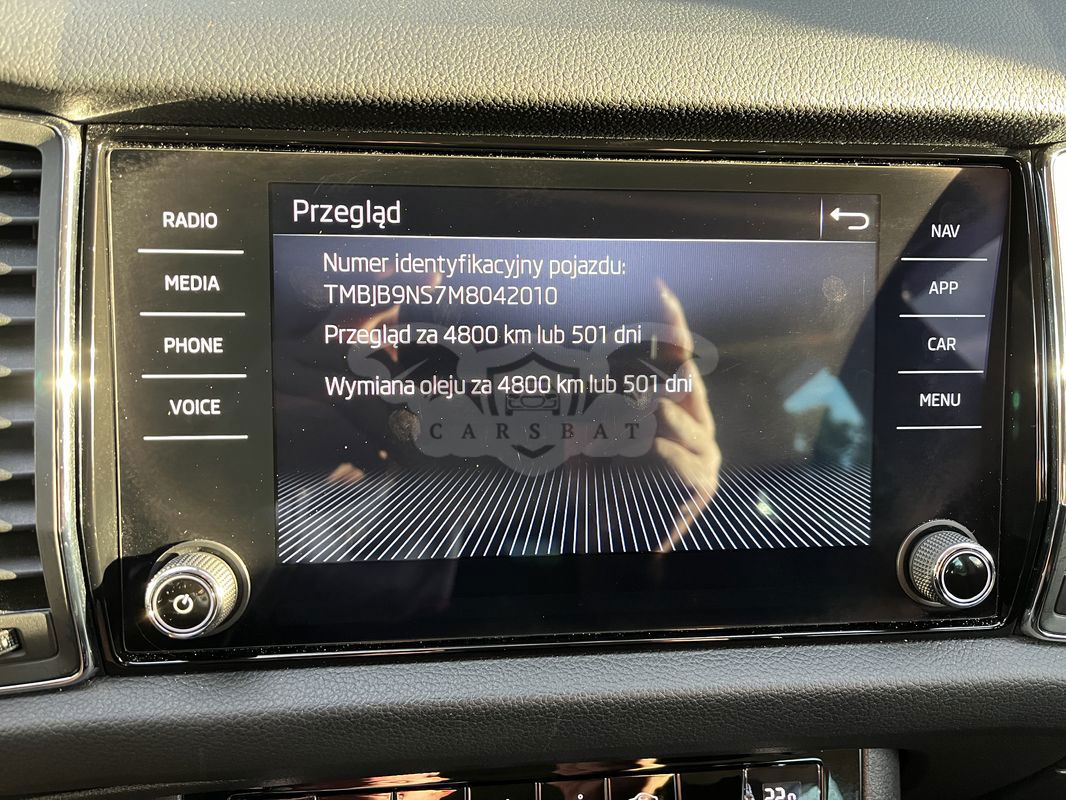 RADIO
MEDIA
PHONE
VOICE
Przegląd
Numer identyfikacyjny pojazdu:
TMBJB9NS7M8042010
Przegląd za 4800 km lub 501 dni
Wymiana oleju za 4800 km lub 501 dni
CARSBAT
NAV
APP
CAR
MENU